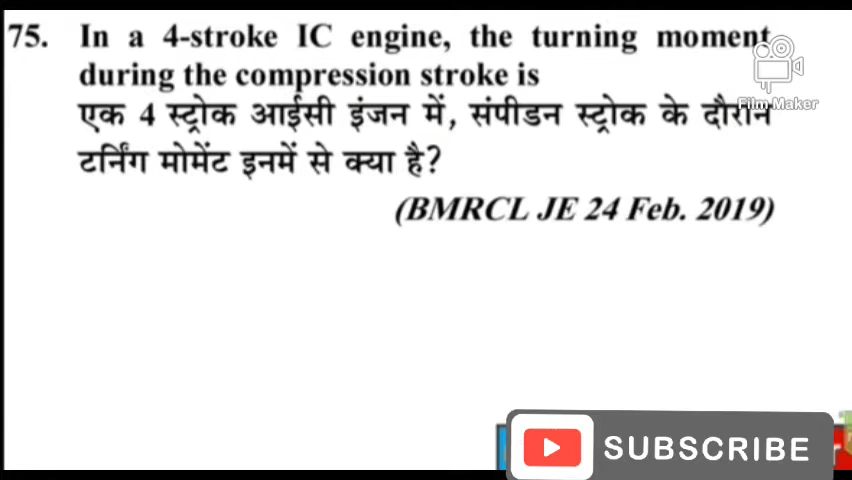 75. In a 4-stroke IC engine, the turning moment
during the compression stroke is
एक 4 स्ट्रोक आईसी इंजन में, संपीडन स्ट्रोक के दौरान
टर्निंग मोमेंट इनमें से क्या है?
(BMRCL JE 24 Feb. 2019)
Film Maker
SUBSCRIBE